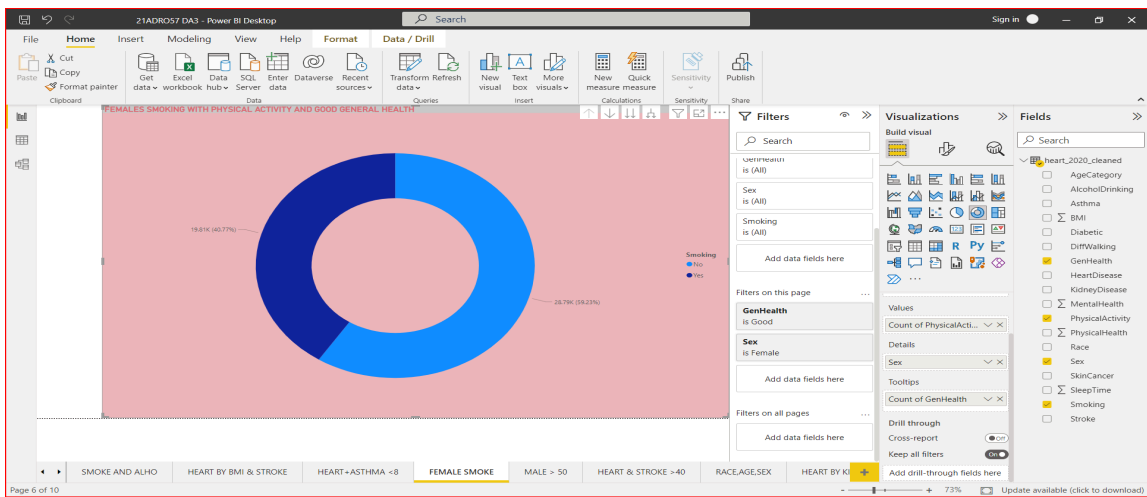 21ADRO57 DA3 - Power BI Desktop
Search
Sign in
File Home Insert Modeling View Help Format Data / Drill
Paste
Cut
Copy
Format painter
Get data
Excel workbook
Data hub
SQL Server
Enter data
Dataverse
Recent sources
Transform data
Refresh
New visual
Text box
More visuals
New measure
Quick measure
Sensitivity
Publish
Clipboard Data Queries Insert Calculations Sensitivity Share
FEMALES SMOKING WITH PHYSICAL ACTIVITY AND GOOD GENERAL HEALTH
19.81K (40.77%)
28.79K (59.23%)
Smoking
No
Yes
Filters
Search
GenHealth
is (All)
Sex
is (All)
Smoking
is (All)
Add data fields here
Filters on this page
GenHealth
is Good
Sex
is Female
Add data fields here
Filters on all pages
Add data fields here
Visualizations
Build visual
R Py
Values
Count of PhysicalActi...
Details
Sex
Tooltips
Count of GenHealth
Drill through
Cross-report
Off
Keep all filters
On
Add drill-through fields here
Fields
Search
heart_2020_cleaned
AgeCategory
AlcoholDrinking
Asthma
∑ BMI
Diabetic
DiffWalking
GenHealth
HeartDisease
KidneyDisease
∑ MentalHealth
PhysicalActivity
∑ PhysicalHealth
Race
Sex
SkinCancer
∑ SleepTime
Smoking
Stroke
SMOKE AND ALHO HEART BY BMI & STROKE HEART+ASTHMA <8 FEMALE SMOKE MALE > 50 HEART & STROKE >40 RACE,AGE,SEX HEART BY KI
Page 6 of 10
- + 73%
Update available (click to download)